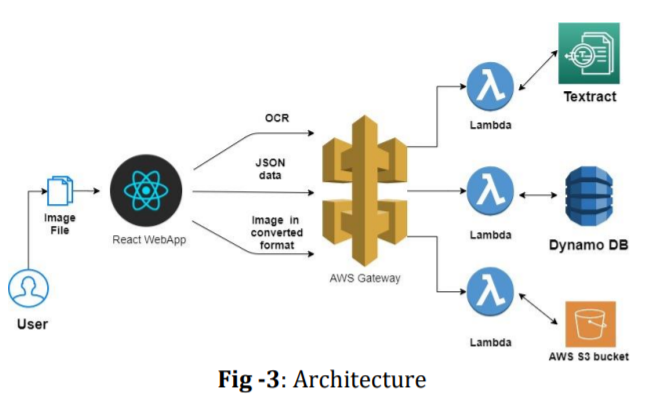 OCR
JSON
data
Image in
converted
format
Image
File
User
React WebApp
AWS Gateway
Lambda
Textract
Lambda
Dynamo DB
Lambda
AWS S3 bucket
Fig -3: Architecture